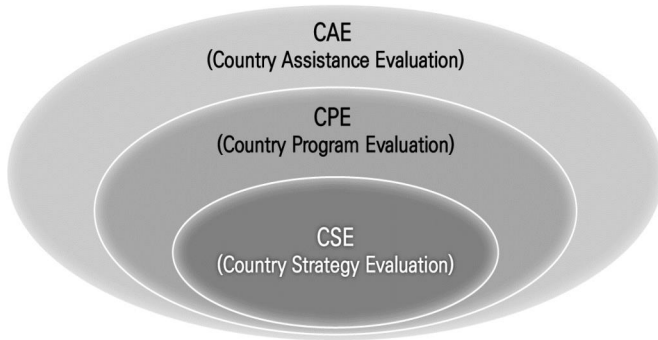 CAE
(Country Assistance Evaluation)
CPE
(Country Program Evaluation)
CSE
(Country Strategy Evaluation)